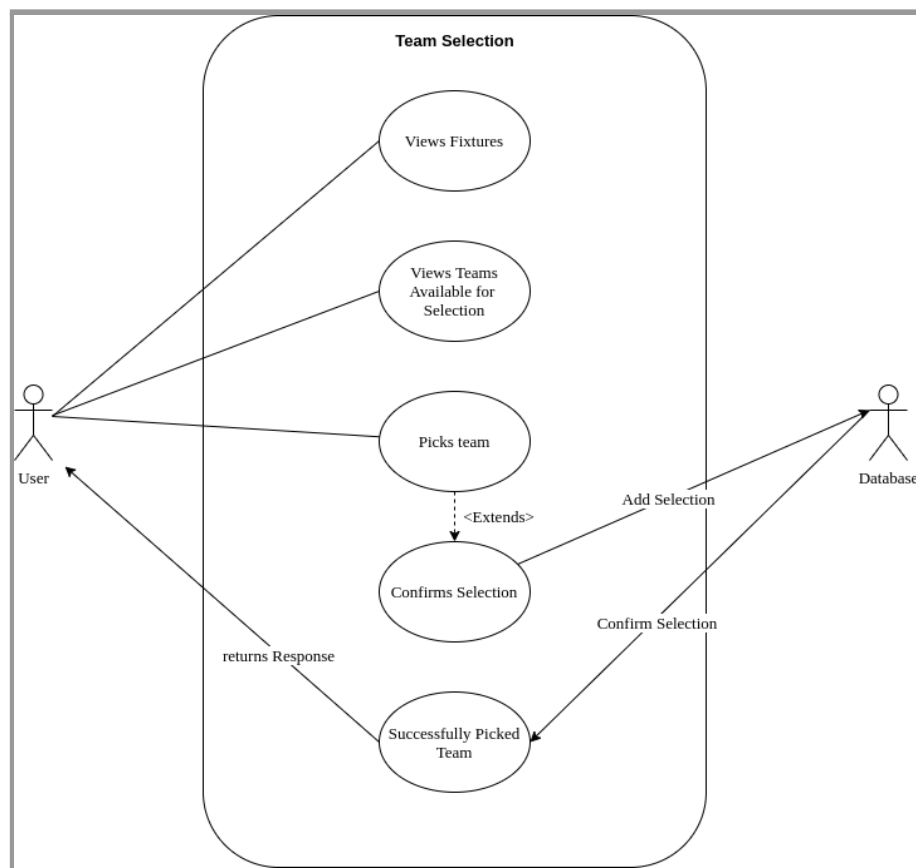 Team Selection
Views Fixtures
Views Teams
Available for
Selection
Picks team
User
Database
Add Selection
<Extends>
Confirms Selection
Confirm Selection
returns Response
Successfully Picked
Team